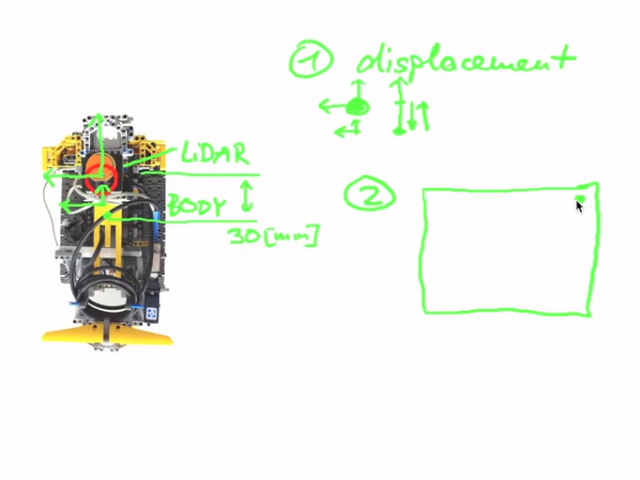 ① displacement
LiDAR
BODY
30 [mm]
②